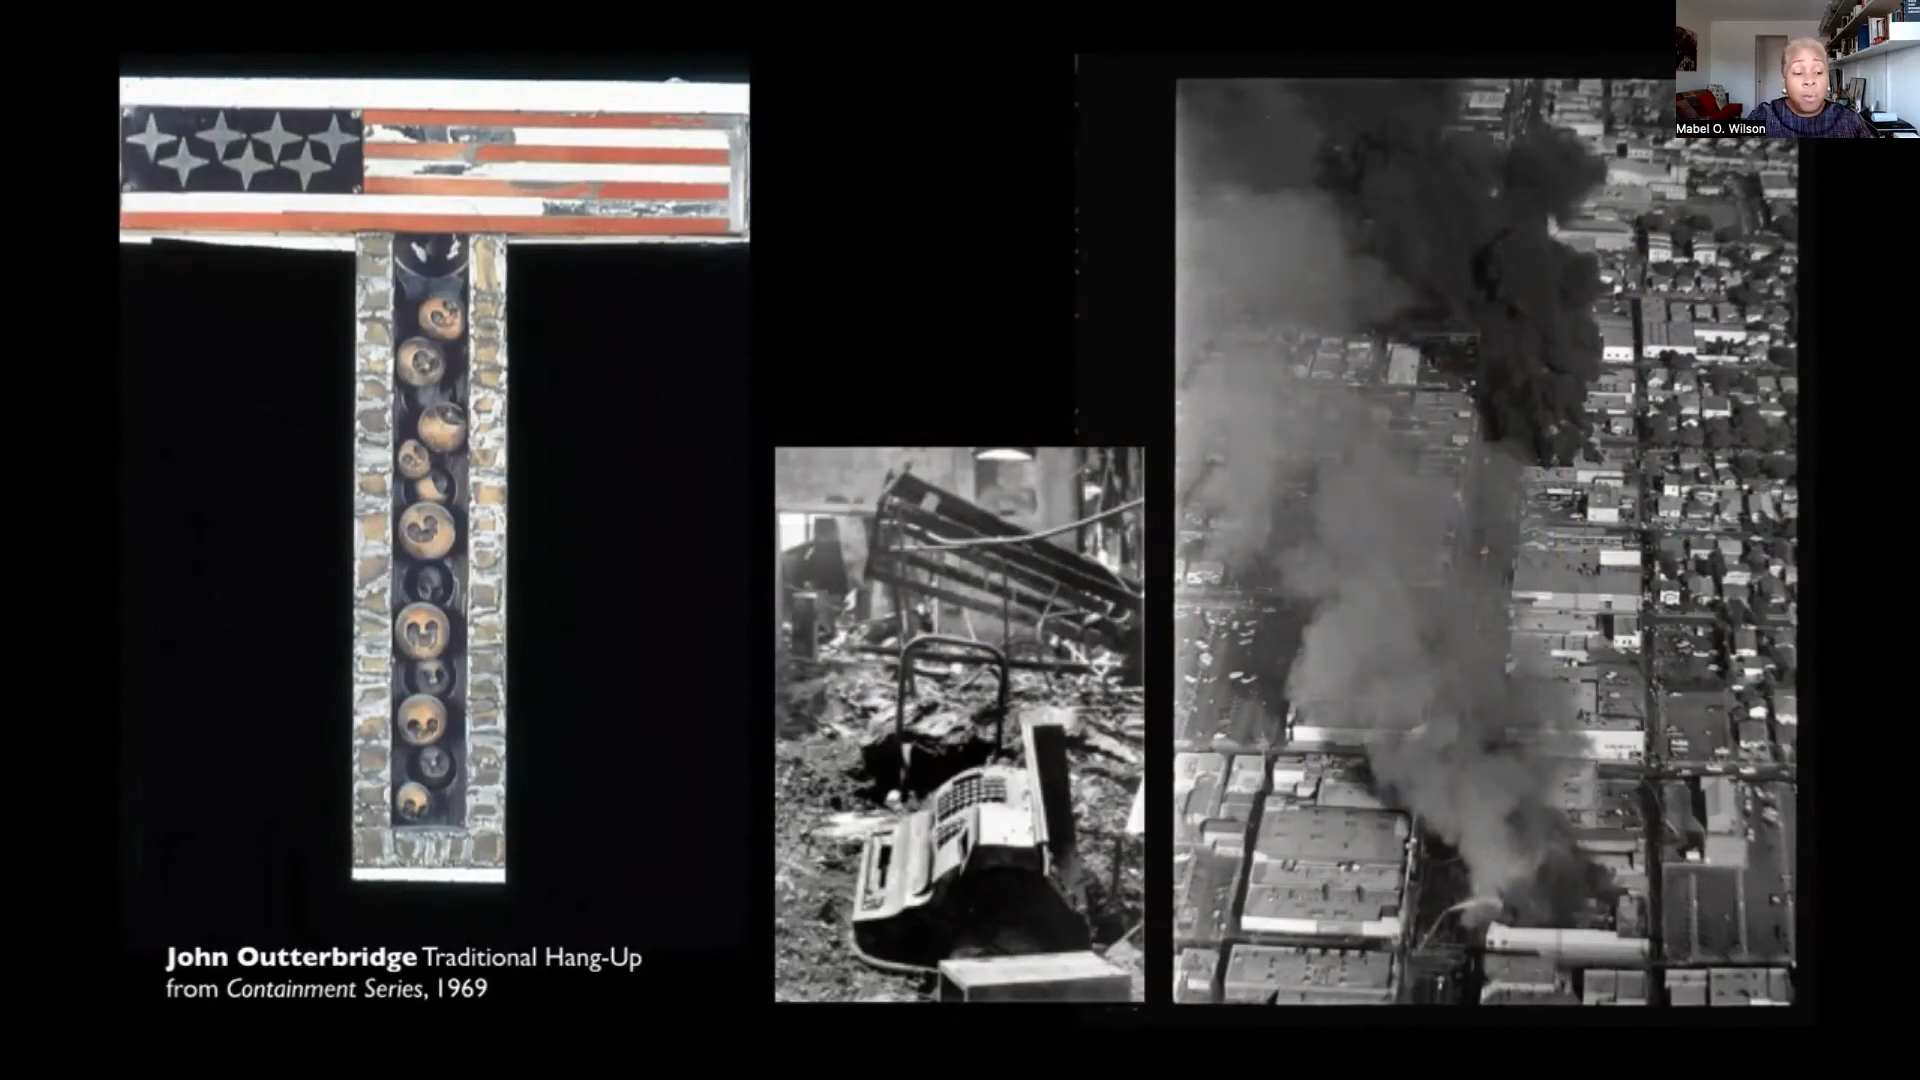 Mabel O. Wilson
John Outterbridge Traditional Hang-Up
from Containment Series, 1969